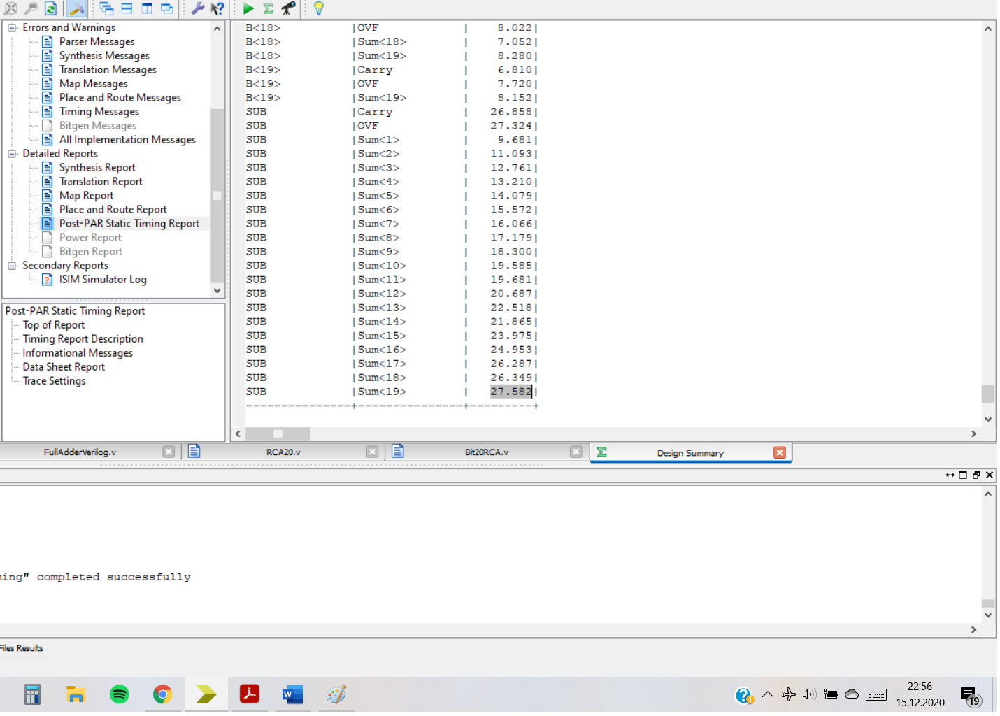 Errors and Warnings
Parser Messages
Synthesis Messages
Translation Messages
Map Messages
Place and Route Messages
Timing Messages
Bitgen Messages
All Implementation Messages
Detailed Reports
Synthesis Report
Translation Report
Map Report
Place and Route Report
Post-PAR Static Timing Report
Power Report
Bitgen Report
Secondary Reports
ISIM Simulator Log
Post-PAR Static Timing Report
Top of Report
Timing Report Description
Informational Messages
Data Sheet Report
Trace Settings
B<18> |OVF | 8.022|
B<18> |Sum<18> | 7.052|
B<18> |Sum<19> | 8.280|
B<19> |Carry | 6.810|
B<19> |OVF | 7.720|
B<19> |Sum<19> | 8.152|
SUB |Carry | 26.858|
SUB |OVF | 27.324|
SUB |Sum<1> | 9.681|
SUB |Sum<2> | 11.093|
SUB |Sum<3> | 12.761|
SUB |Sum<4> | 13.210|
SUB |Sum<5> | 14.079|
SUB |Sum<6> | 15.572|
SUB |Sum<7> | 16.066|
SUB |Sum<8> | 17.179|
SUB |Sum<9> | 18.300|
SUB |Sum<10> | 19.585|
SUB |Sum<11> | 19.681|
SUB |Sum<12> | 20.687|
SUB |Sum<13> | 22.518|
SUB |Sum<14> | 21.865|
SUB |Sum<15> | 23.975|
SUB |Sum<16> | 24.953|
SUB |Sum<17> | 26.287|
SUB |Sum<18> | 26.349|
SUB |Sum<19> | 27.582|
---------------+---------------+---------+
FullAdderVerilog.v RCA20.v Bit20RCA.v Design Summary
ning" completed successfully
Files Results
22:56
15.12.2020
19